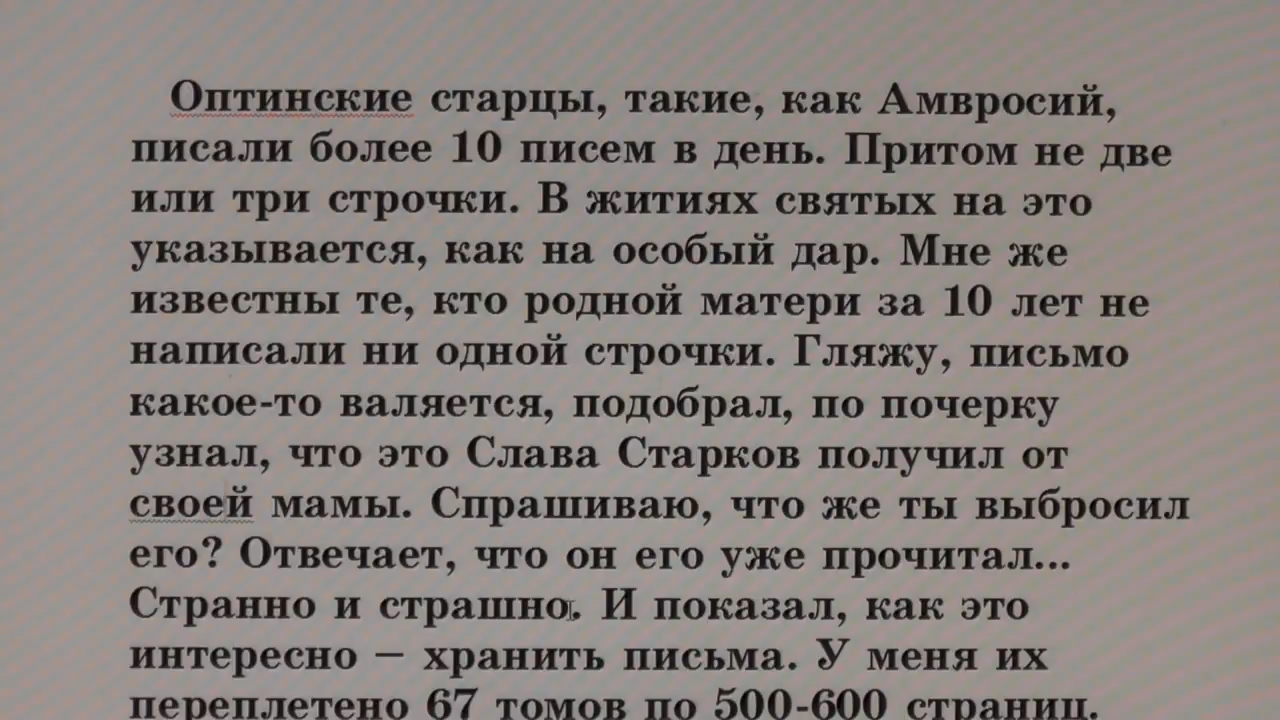 Оптинские старцы, такие, как Амвросий,
писали более 10 писем в день. Притом не две
или три строчки. В житиях святых на это
указывается, как на особый дар. Мне же
известны те, кто родной матери за 10 лет не
написали ни одной строчки. Гляжу, письмо
какое-то валяется, подобрал, по почерку
узнал, что это Слава Старков получил от
своей мамы. Спрашиваю, что же ты выбросил
его? Отвечает, что он его уже прочитал...
Странно и страшно. И показал, как это
интересно – хранить письма. У меня их
переплетено 67 томов по 500-600 страниц.